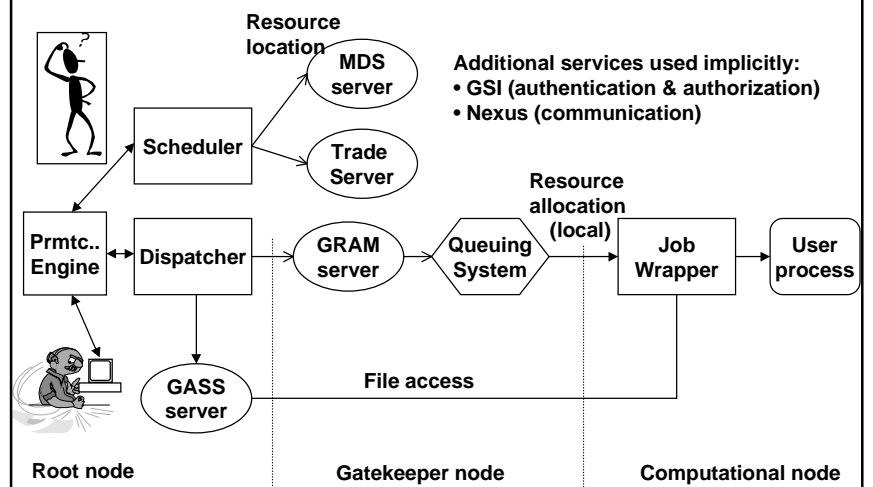 ?
Resource
location
MDS
server
Additional services used implicitly:
• GSI (authentication & authorization)
• Nexus (communication)
Scheduler
Trade
Server
Resource
allocation
(local)
Prmtc..
Engine
Dispatcher
GRAM
server
Queuing
System
Job
Wrapper
User
process
GASS
server
File access
Root node
Gatekeeper node
Computational node